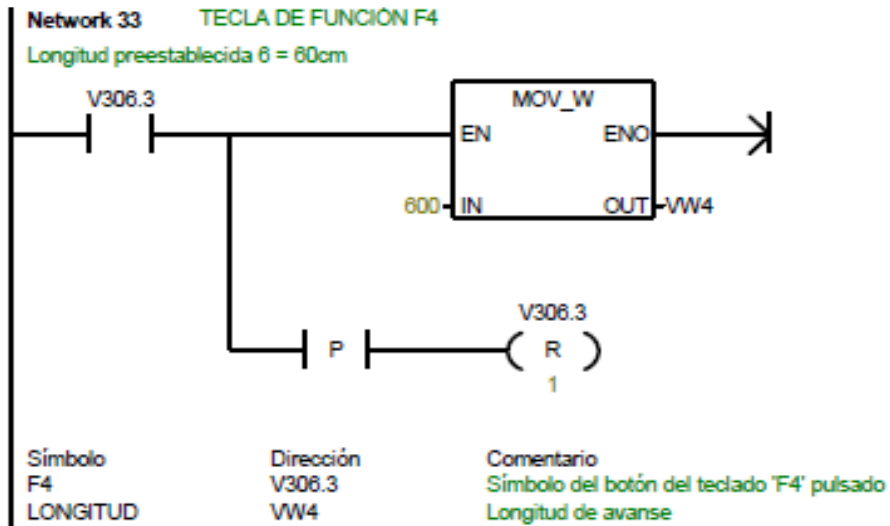 Network 33 TECLA DE FUNCIÓN F4
Longitud preestablecida 6 = 60cm
V306.3
MOV_W
EN ENO
600 IN OUT VW4
V306.3
P R
1
Símbolo Dirección Comentario
F4 V306.3 Símbolo del botón del teclado 'F4' pulsado
LONGITUD VW4 Longitud de avanse